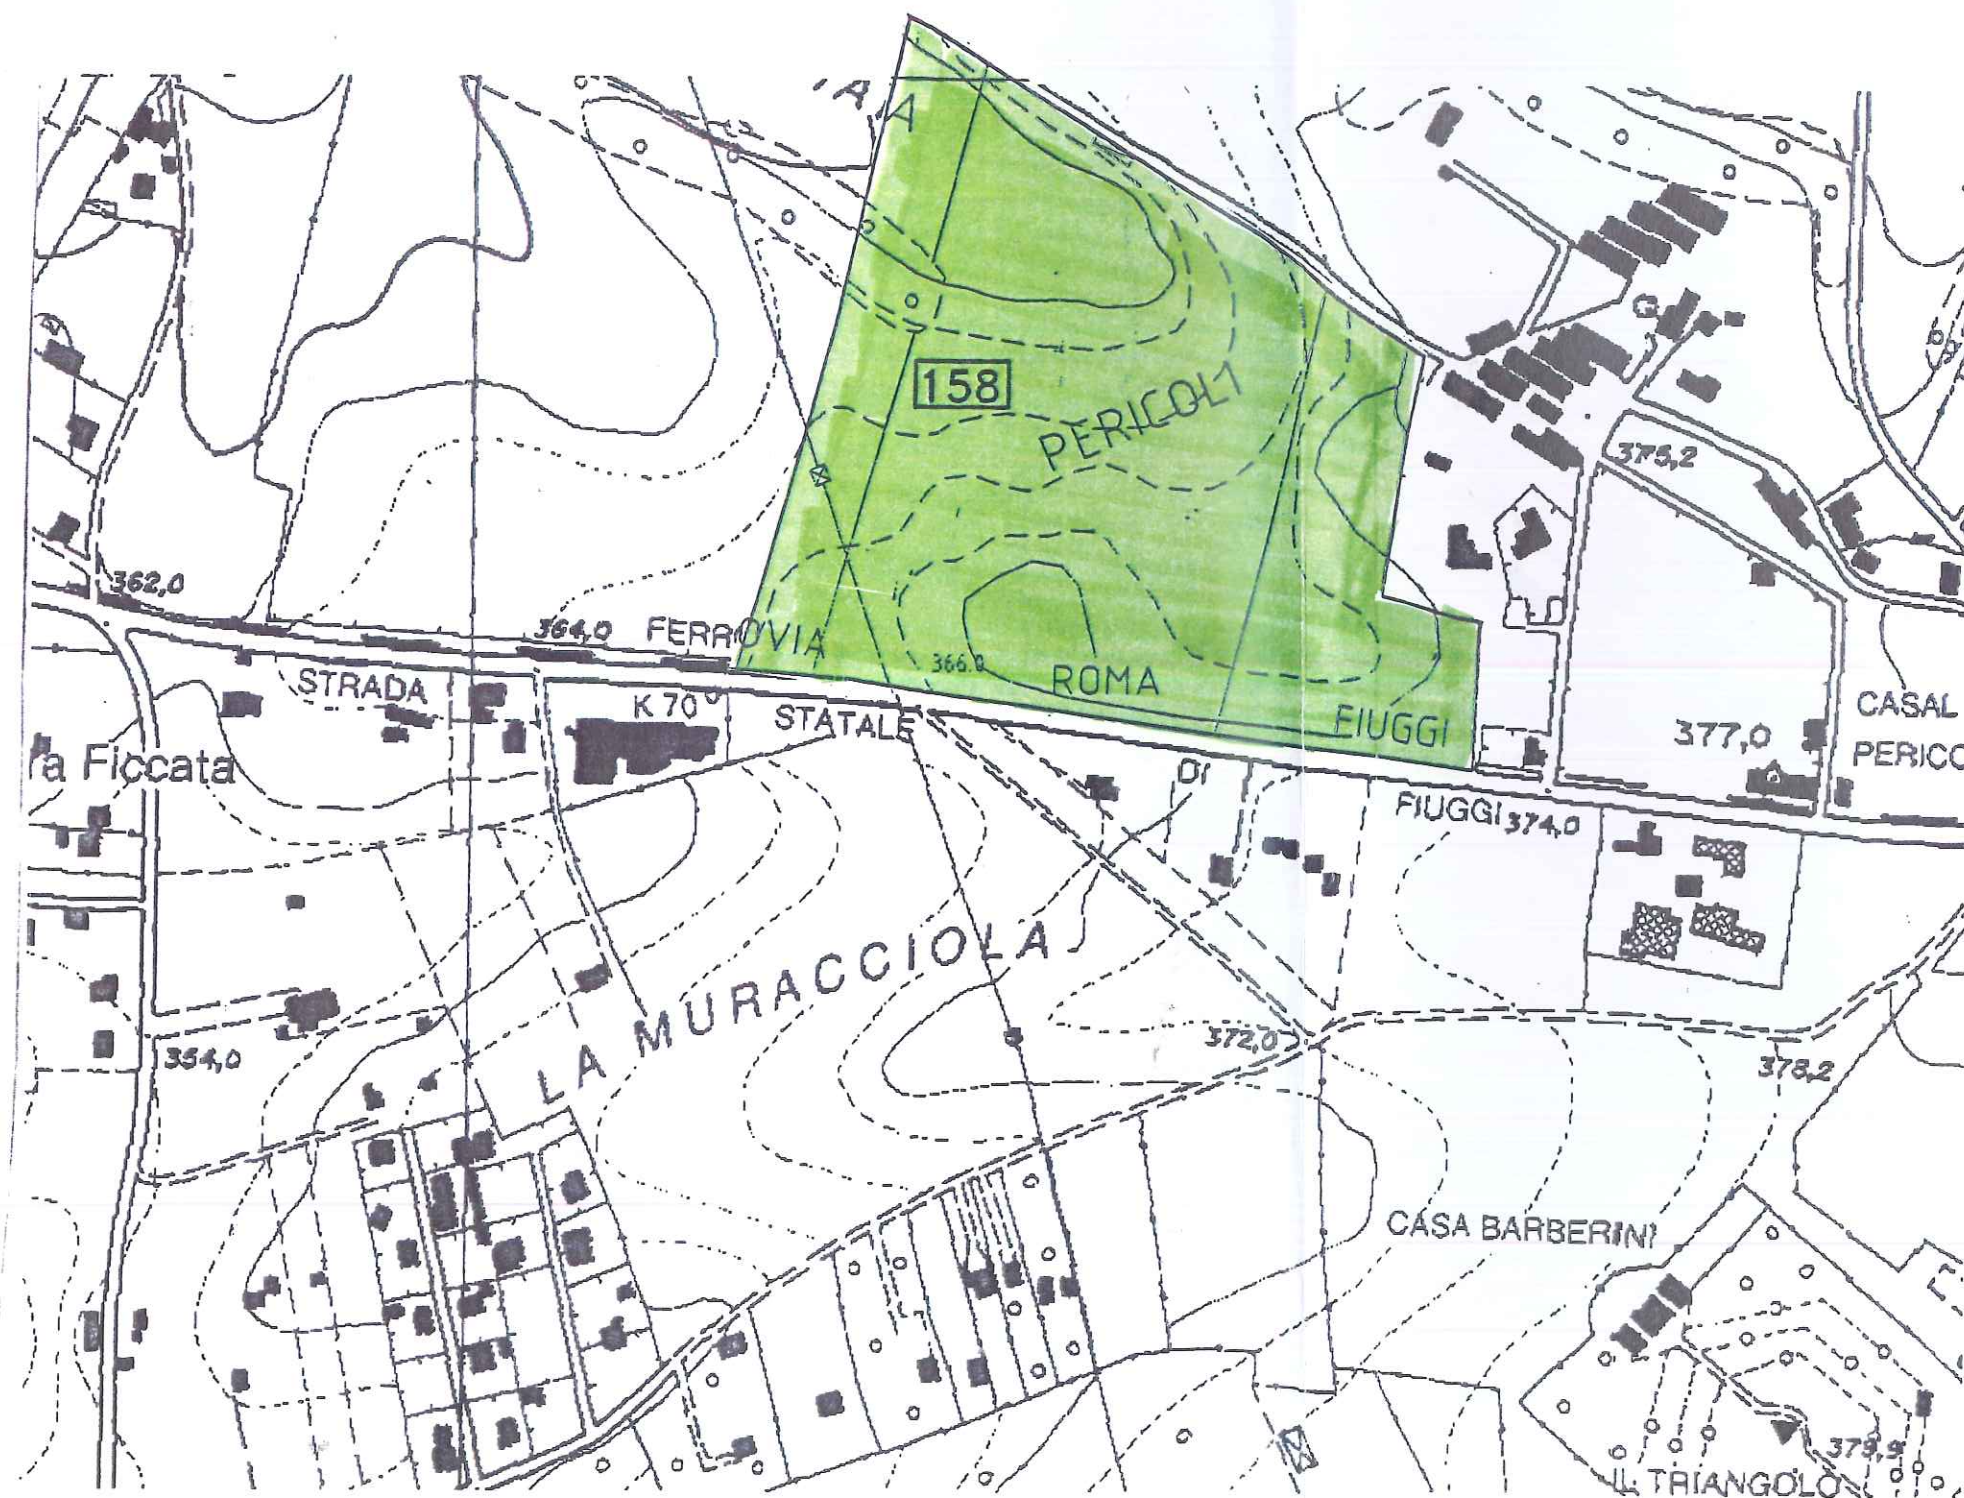 A
A
G
158
PERICOLI
375,2
362,0
364,0
FERROVIA
366.0
ROMA
FIUGGI
STRADA
K 70
STATALE
DI
FIUGGI
374,0
377,0
CASAL
PERICO
ra Ficcata
LA MURACCIOLA
372,0
378,2
354,0
CASA BARBERINI
379,9
IL TRIANGOLO